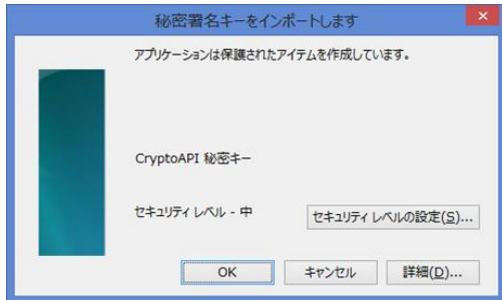 秘密署名キーをインポートします
アプリケーションは保護されたアイテムを作成しています。
CryptoAPI 秘密キー
セキュリティ レベル - 中
セキュリティ レベルの設定(S)...
OK
キャンセル
詳細(D)...